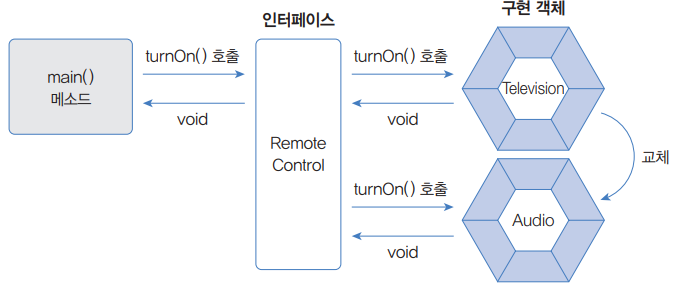 인터페이스
구현 객체
main()
메소드
turnOn() 호출
void
Remote
Control
turnOn() 호출
void
Television
교체
turnOn() 호출
void
Audio